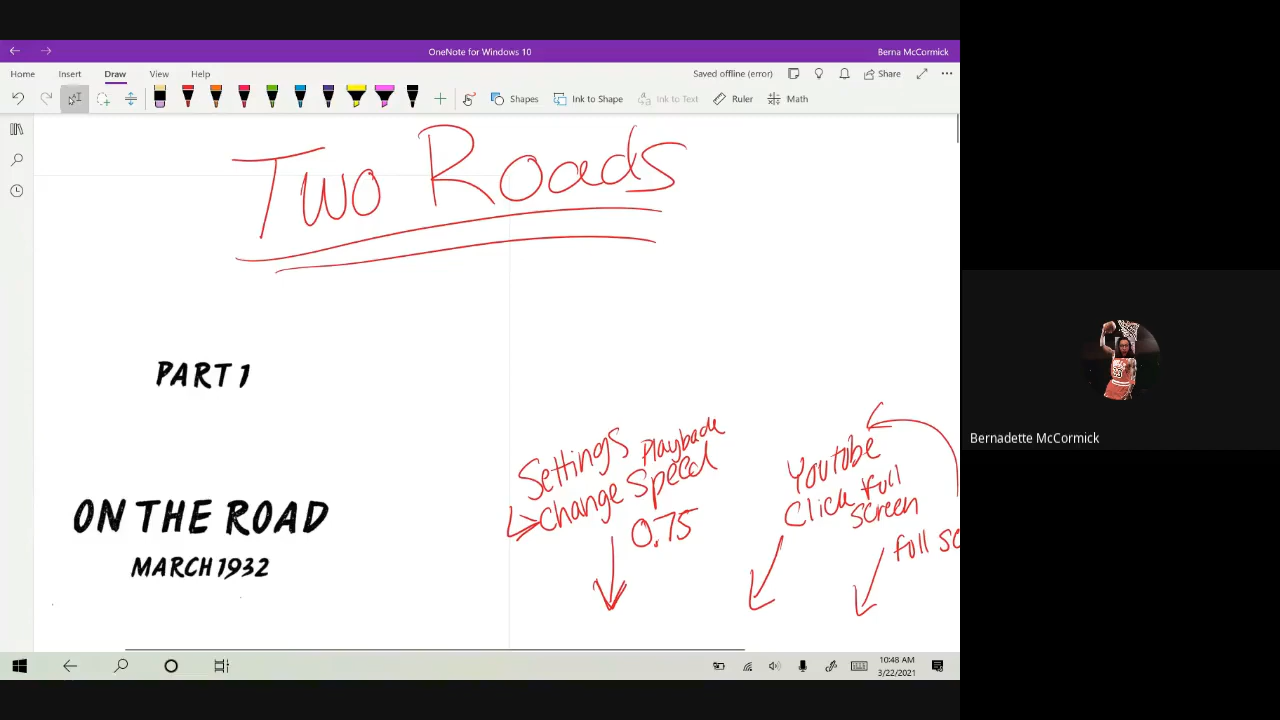 OneNote for Windows 10
Berna McCormick
Home Insert Draw View Help
Saved offline (error)
Share
Shapes
Ink to Shape
Ink to Text
Ruler
Math
Two Roads
PART 1
ON THE ROAD
MARCH 1932
Settings Playback
Change Speed
0.75
Youtube
Click full
screen
full sc
Bernadette McCormick
10:48 AM
3/22/2021